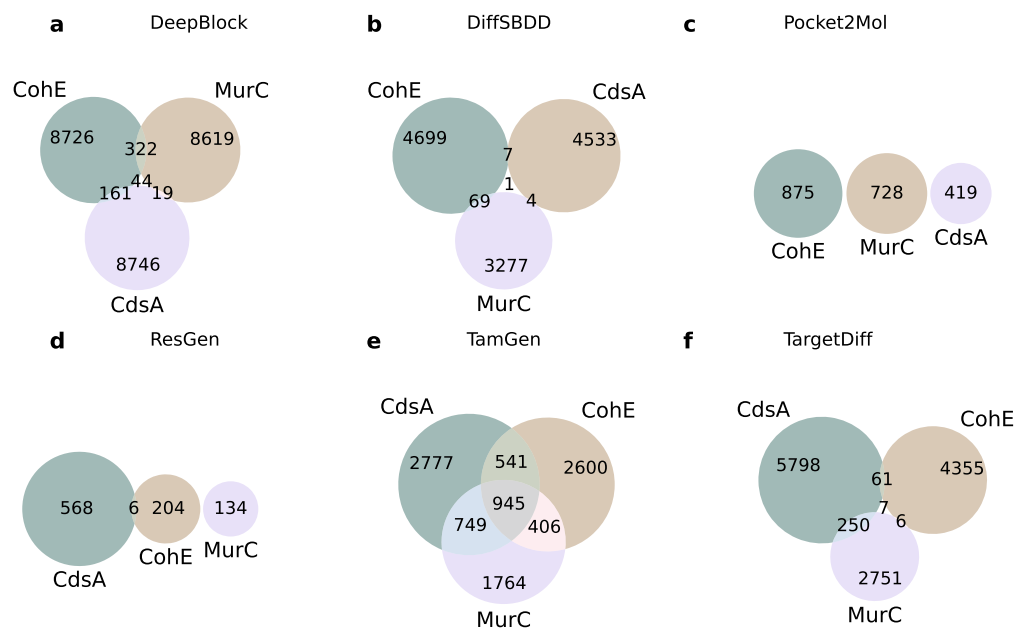 a DeepBlock
CohE
MurC
8726
322
8619
44
161
19
8746
CdsA
b DiffSBDD
CohE
CdsA
4699
7
4533
1
69
4
3277
MurC
c Pocket2Mol
875
728
419
CohE
MurC
CdsA
d ResGen
568
6
204
134
CdsA
CohE
MurC
e TamGen
CdsA
CohE
2777
541
2600
945
749
406
1764
MurC
f TargetDiff
CdsA
CohE
5798
61
4355
7
250
6
2751
MurC